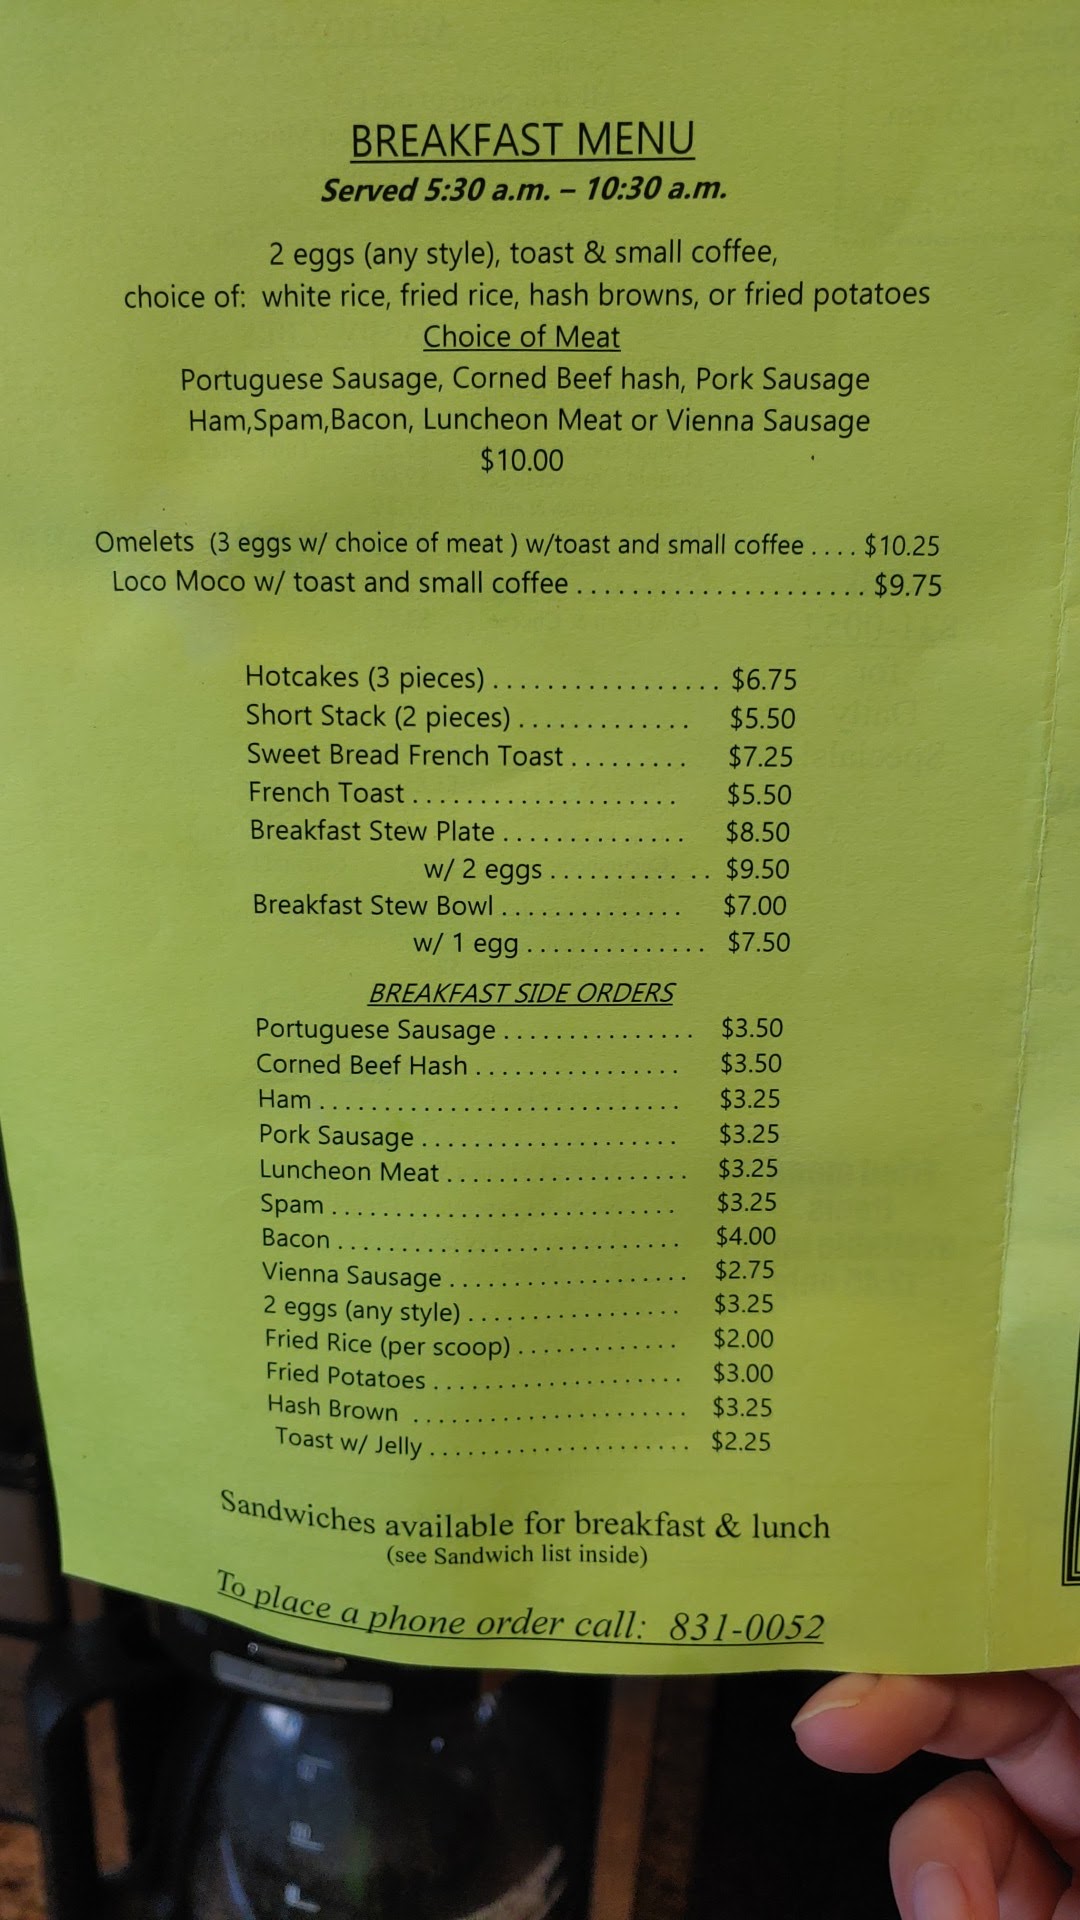 BREAKFAST MENU
Served 5:30 a.m. – 10:30 a.m.
2 eggs (any style), toast & small coffee,
choice of: white rice, fried rice, hash browns, or fried potatoes
Choice of Meat
Portuguese Sausage, Corned Beef hash, Pork Sausage
Ham,Spam,Bacon, Luncheon Meat or Vienna Sausage
$10.00
Omelets (3 eggs w/ choice of meat ) w/toast and small coffee .... $10.25
Loco Moco w/ toast and small coffee ..................... $9.75
Hotcakes (3 pieces) ................. $6.75
Short Stack (2 pieces) ............. $5.50
Sweet Bread French Toast ......... $7.25
French Toast .................... $5.50
Breakfast Stew Plate .............. $8.50
w/ 2 eggs ............ $9.50
Breakfast Stew Bowl .............. $7.00
w/ 1 egg .............. $7.50
BREAKFAST SIDE ORDERS
Portuguese Sausage ............... $3.50
Corned Beef Hash ................ $3.50
Ham ............................ $3.25
Pork Sausage .................... $3.25
Luncheon Meat ................... $3.25
Spam ........................... $3.25
Bacon ........................... $4.00
Vienna Sausage ................... $2.75
2 eggs (any style) ................. $3.25
Fried Rice (per scoop) ............. $2.00
Fried Potatoes .................... $3.00
Hash Brown ...................... $3.25
Toast w/ Jelly ..................... $2.25
Sandwiches available for breakfast & lunch
(see Sandwich list inside)
To place a phone order call: 831-0052